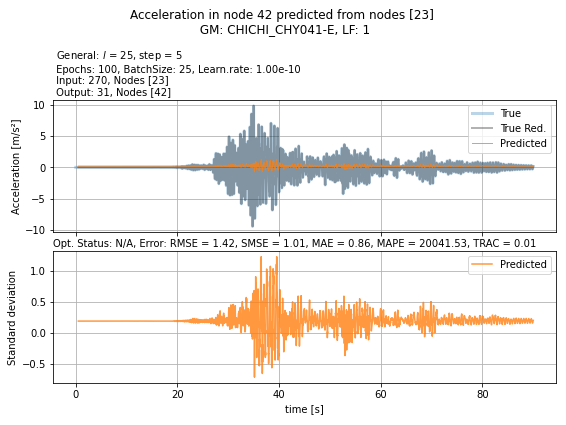 Acceleration in node 42 predicted from nodes [23]
GM: CHICHI_CHY041-E, LF: 1
General: l = 25, step = 5
Epochs: 100, BatchSize: 25, Learn.rate: 1.00e-10
Input: 270, Nodes [23]
Output: 31, Nodes [42]
10
5
0
−5
−10
Acceleration [m/s²]
True
True Red.
Predicted
Opt. Status: N/A, Error: RMSE = 1.42, SMSE = 1.01, MAE = 0.86, MAPE = 20041.53, TRAC = 0.01
1.0
0.5
0.0
−0.5
Standard deviation
Predicted
0 20 40 60 80
time [s]